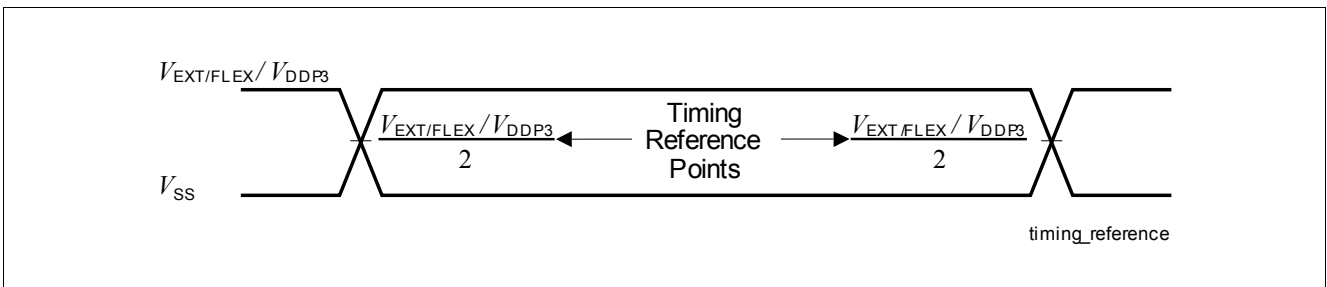 VEXT/FLEX / VDDP3
VEXT/FLEX / VDDP3
2
Timing
Reference
Points
VEXT/FLEX / VDDP3
2
VSS
timing_reference